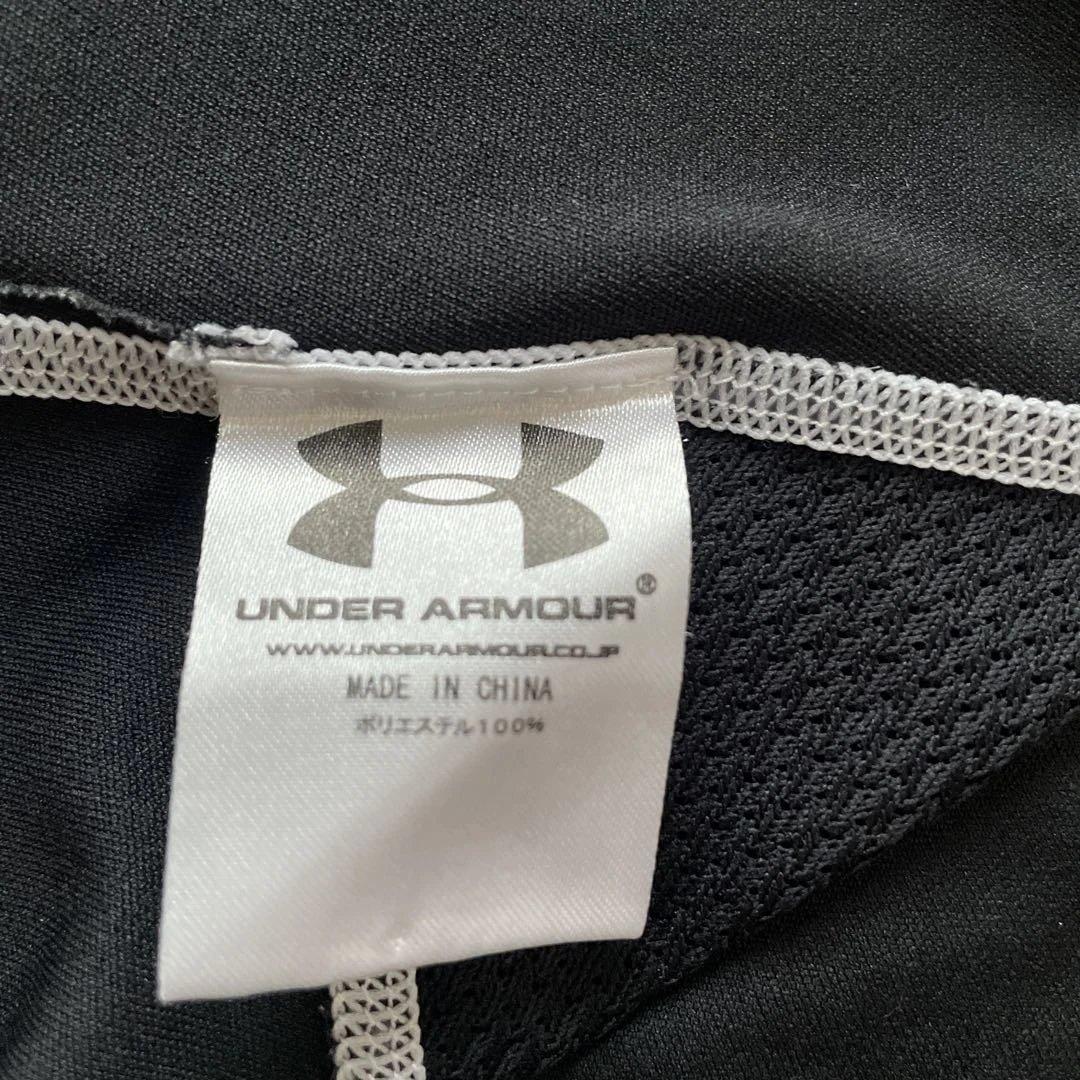 UNDER ARMOUR®
WWW.UNDERARMOUR.CO.JP
MADE IN CHINA
ポリエステル100%